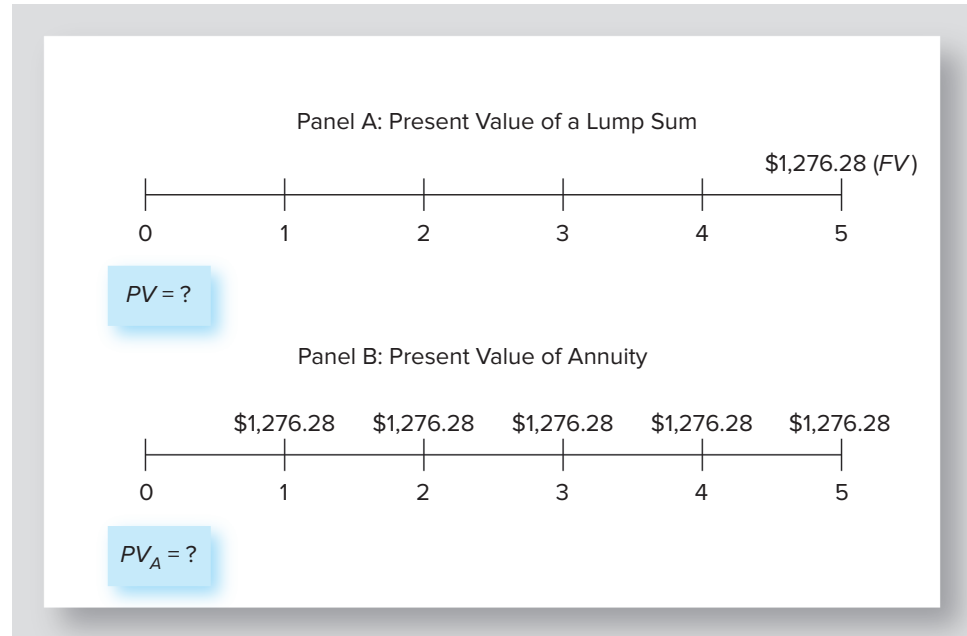 Panel A: Present Value of a Lump Sum
$1,276.28 (FV)
0 1 2 3 4 5
PV = ?
Panel B: Present Value of Annuity
$1,276.28 $1,276.28 $1,276.28 $1,276.28 $1,276.28
0 1 2 3 4 5
PVA = ?